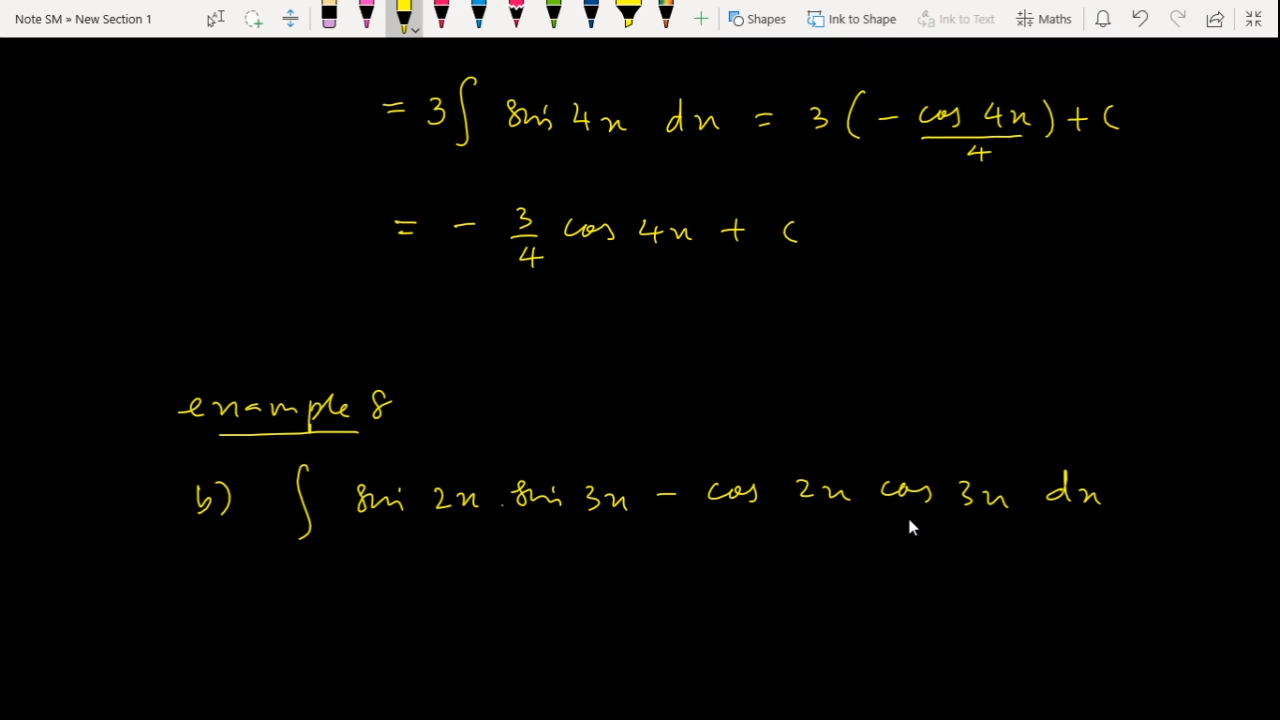 Note SM » New Section 1 Shapes Ink to Shape Ink to Text Maths
= 3∫ sin 4x dx = 3(- cos 4x/4) + c
= - 3/4 cos 4x + c
example 8
b) ∫ sin 2x . sin 3x - cos 2x cos 3x dx